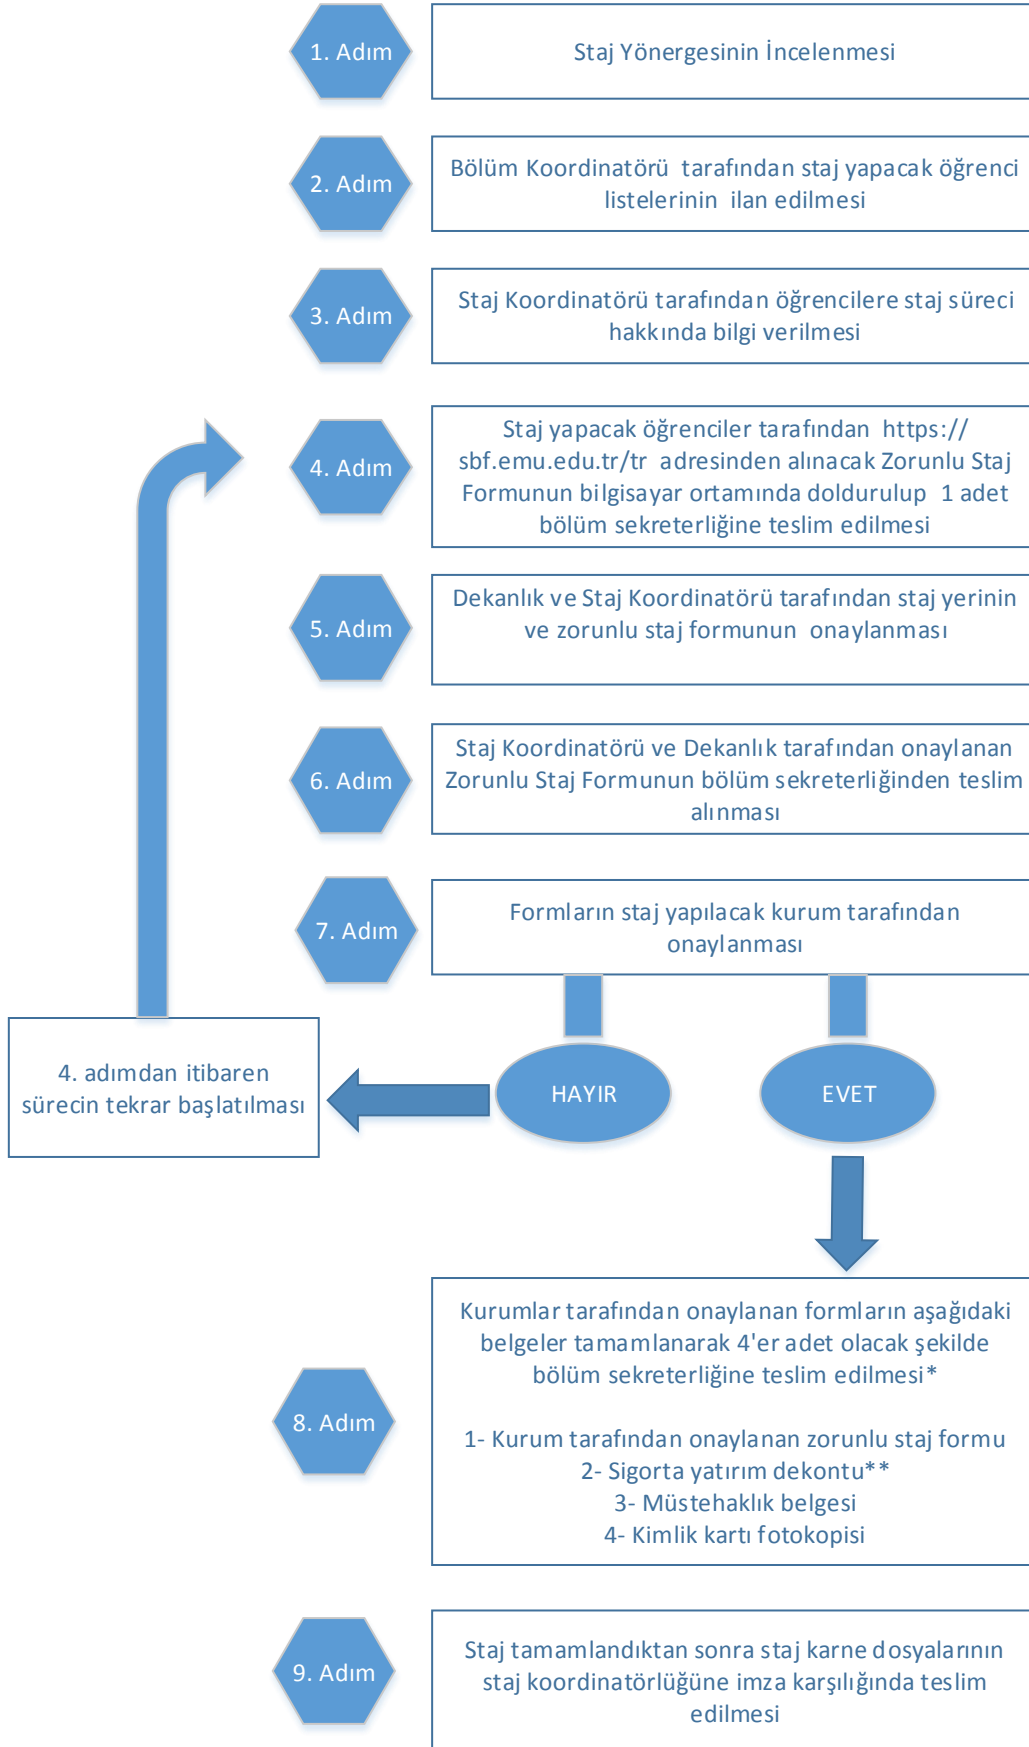 1. Adım
Staj Yönergesinin İncelenmesi
2. Adım
Bölüm Koordinatörü tarafından staj yapacak öğrenci
listelerinin ilan edilmesi
3. Adım
Staj Koordinatörü tarafından öğrencilere staj süreci
hakkında bilgi verilmesi
4. Adım
Staj yapacak öğrenciler tarafından https://
sbf.emu.edu.tr/tr adresinden alınacak Zorunlu Staj
Formunun bilgisayar ortamında doldurulup 1 adet
bölüm sekreterliğine teslim edilmesi
5. Adım
Dekanlık ve Staj Koordinatörü tarafından staj yerinin
ve zorunlu staj formunun onaylanması
6. Adım
Staj Koordinatörü ve Dekanlık tarafından onaylanan
Zorunlu Staj Formunun bölüm sekreterliğinden teslim
alınması
7. Adım
Formların staj yapılacak kurum tarafından
onaylanması
4. adımdan itibaren
sürecin tekrar başlatılması
HAYIR
EVET
8. Adım
Kurumlar tarafından onaylanan formların aşağıdaki
belgeler tamamlanarak 4'er adet olacak şekilde
bölüm sekreterliğine teslim edilmesi*
1- Kurum tarafından onaylanan zorunlu staj formu
2- Sigorta yatırım dekontu**
3- Müstehaklık belgesi
4- Kimlik kartı fotokopisi
9. Adım
Staj tamamlandıktan sonra staj karne dosyalarının
staj koordinatörlüğüne imza karşılığında teslim
edilmesi